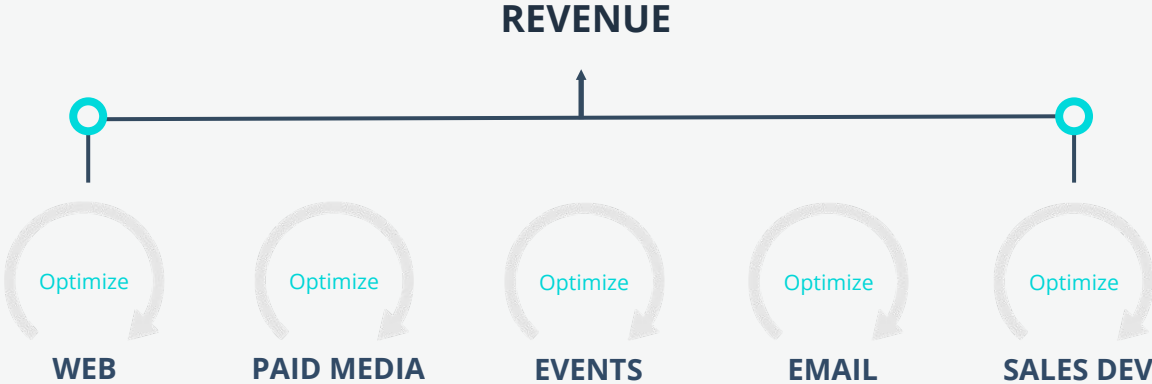 REVENUE
Optimize Optimize Optimize Optimize Optimize
WEB PAID MEDIA EVENTS EMAIL SALES DEV